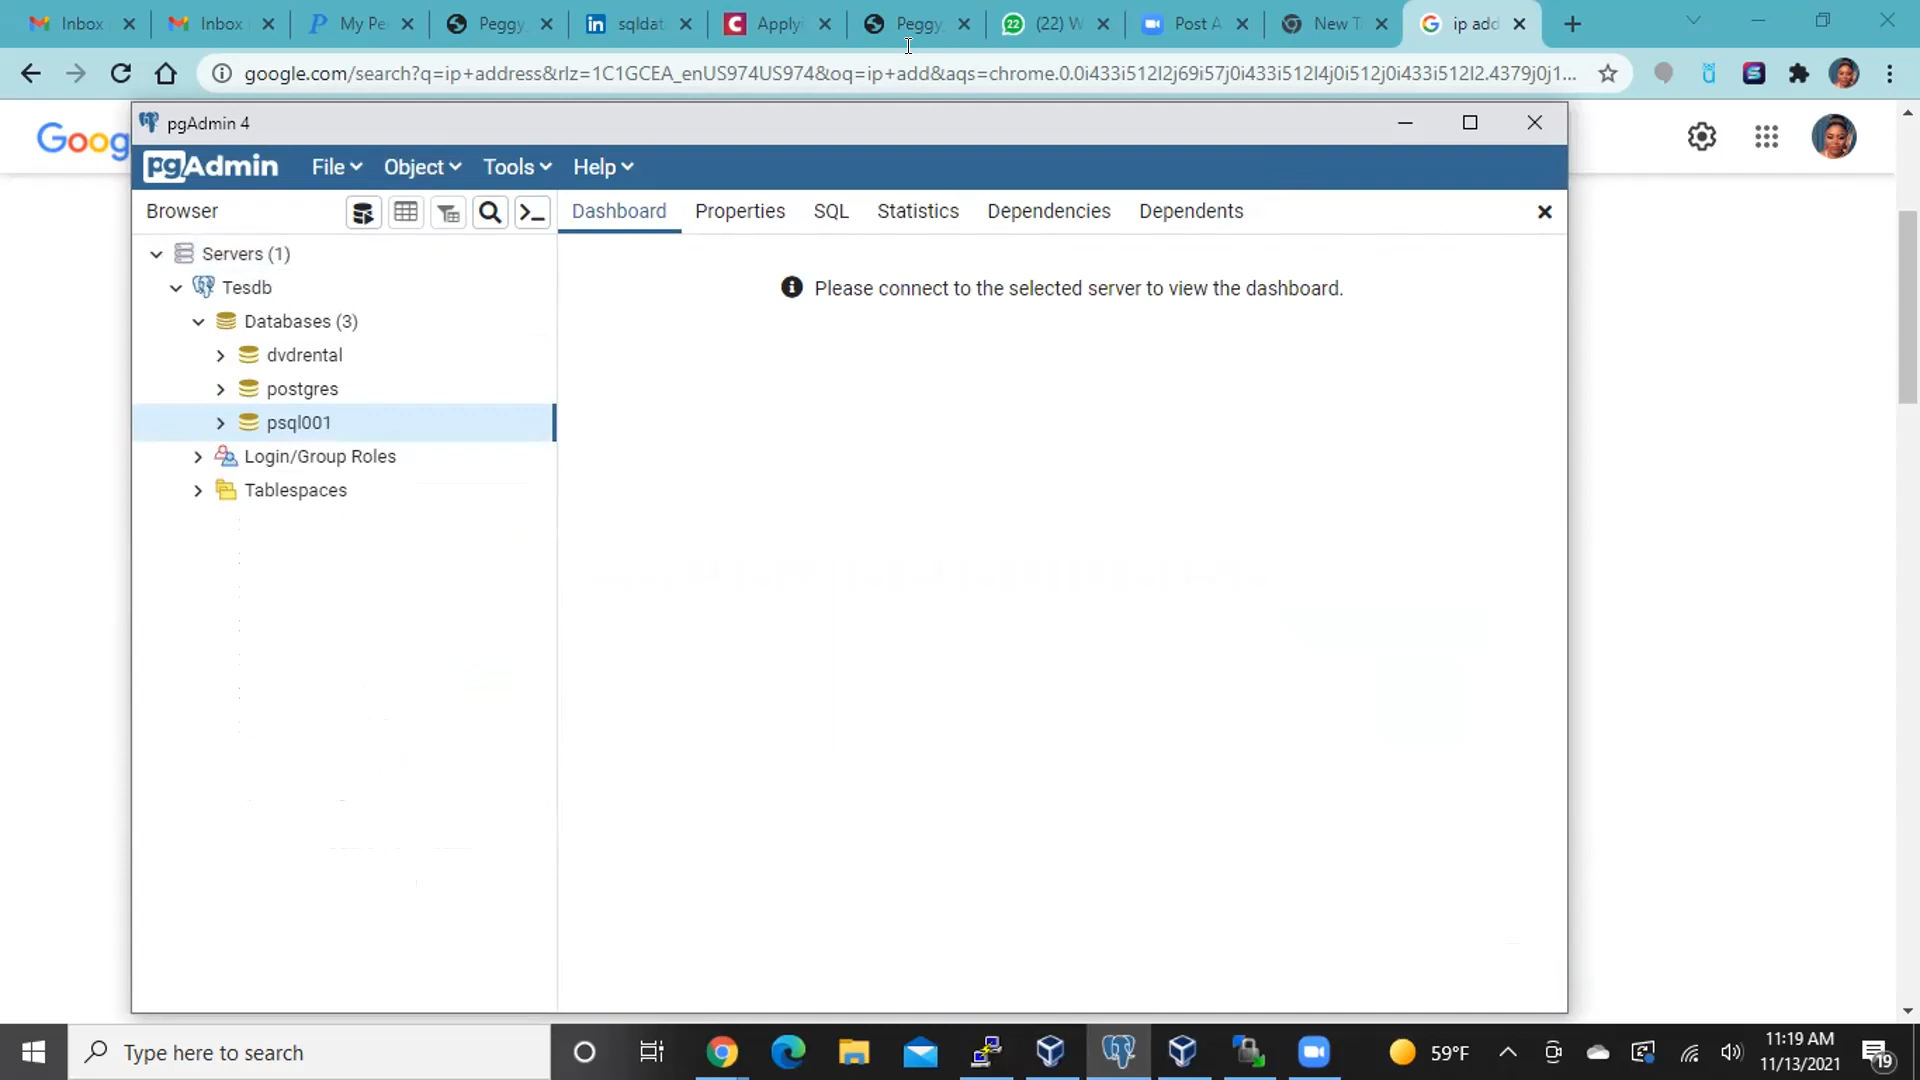 Inbox
Inbox
My Pe
Peggy
sqldat
Apply
Peggy
(22) W
Post A
New T
ip add
google.com/search?q=ip+address&rlz=1C1GCEA_enUS974US974&oq=ip+add&aqs=chrome.0.0i433i512l2j69i57j0i433i512l4j0i512j0i433i512l2.4379j0j1...
Goog
pgAdmin 4
pgAdmin
File
Object
Tools
Help
Browser
Dashboard
Properties
SQL
Statistics
Dependencies
Dependents
Servers (1)
Tesdb
Databases (3)
dvdrental
postgres
psql001
Login/Group Roles
Tablespaces
Please connect to the selected server to view the dashboard.
Type here to search
59°F
11:19 AM
11/13/2021
19